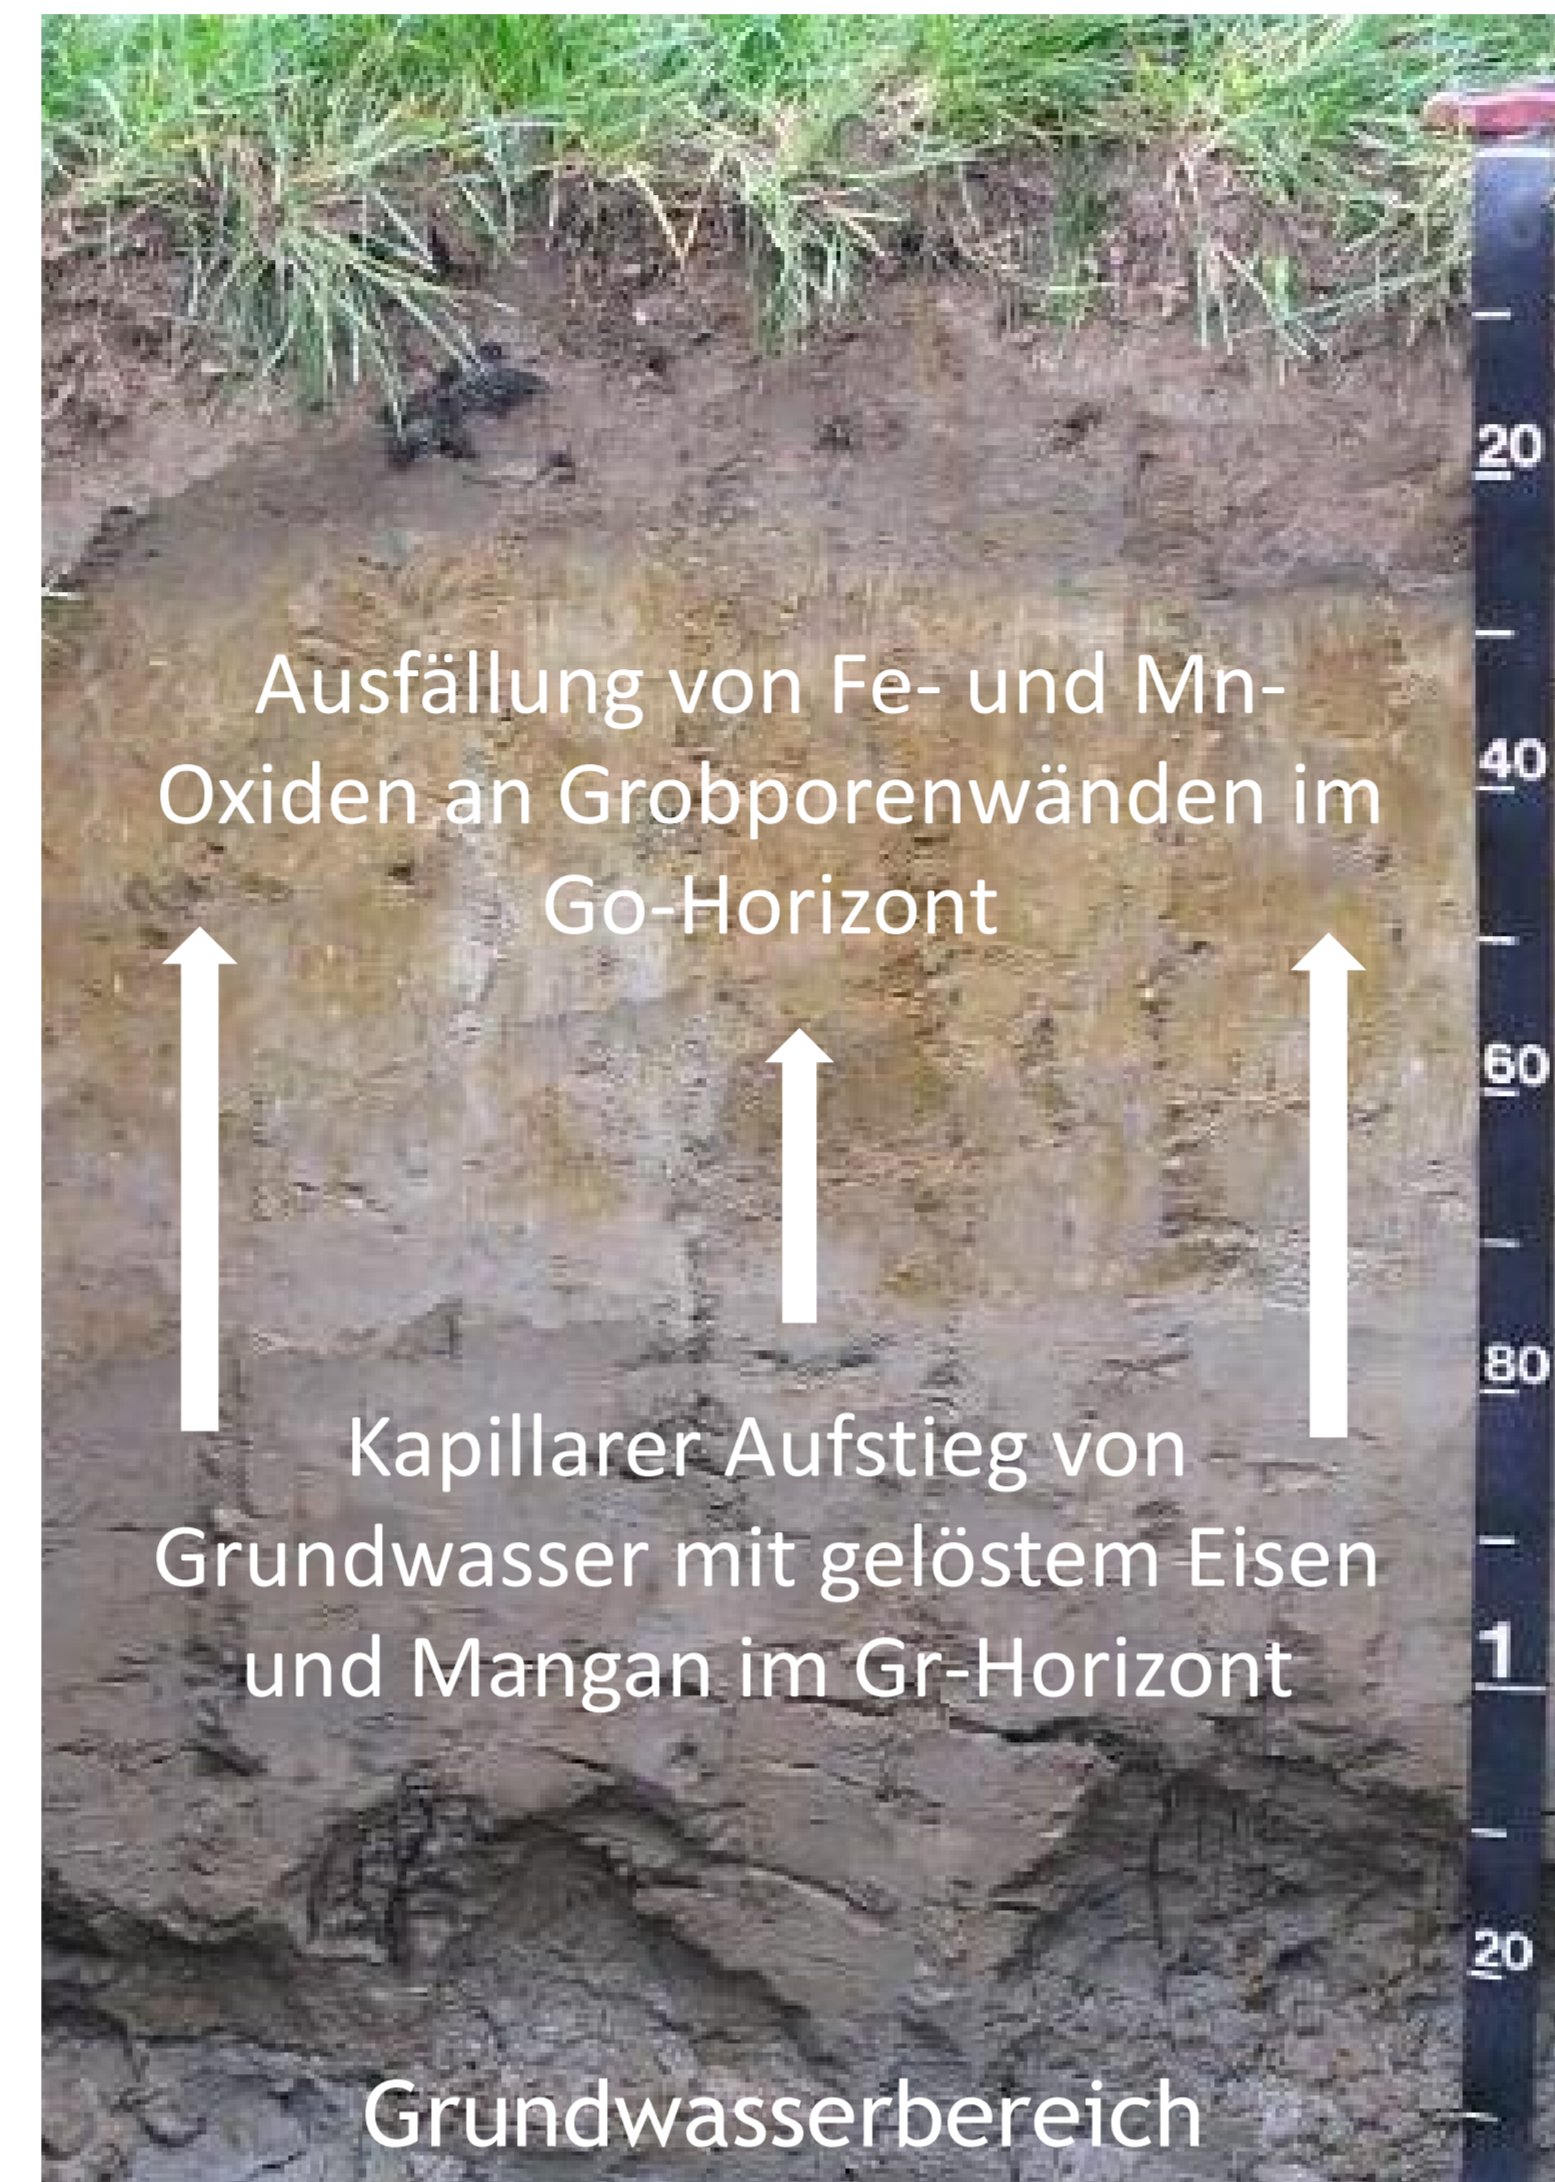 20
Ausfällung von Fe- und Mn-
Oxiden an Grobporenwänden im
Go-Horizont
40
60
80
Kapillarer Aufstieg von
Grundwasser mit gelöstem Eisen
und Mangan im Gr-Horizont
1
20
Grundwasserbereich